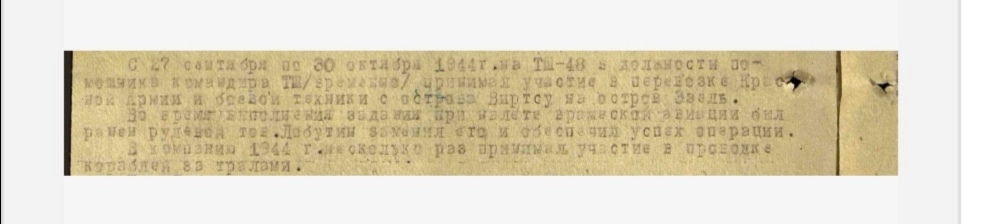 С 27 сентября по 30 октября 1944г.на ТЩ-48 в должности по-
мощника командира ТЩ/временно/ принимал участие в перевозке Крас-
ной Армии и боевой техники с острова Виртсу на остров Эзель.
Во время выполнения задания при налете вражеской авиации был
ранен рулевой тов.Лобутин заменил его и обеспечил успех операции.
В компанию 1944 г.несколько раз принимал участие в проводке
кораблей за тралами.